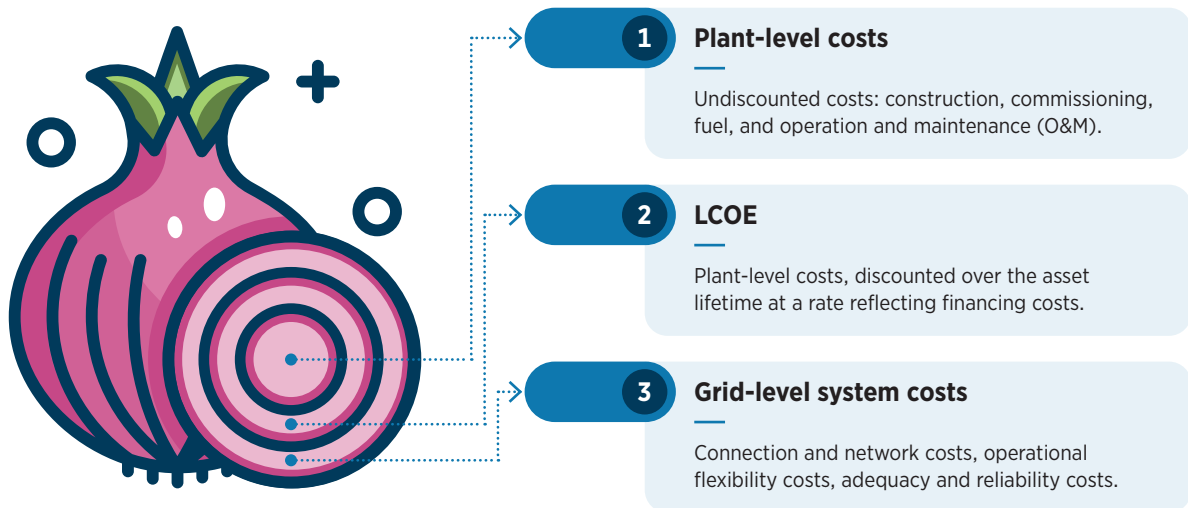 1
Plant-level costs
Undiscounted costs: construction, commissioning,
fuel, and operation and maintenance (O&M).
2
LCOE
Plant-level costs, discounted over the asset
lifetime at a rate reflecting financing costs.
3
Grid-level system costs
Connection and network costs, operational
flexibility costs, adequacy and reliability costs.